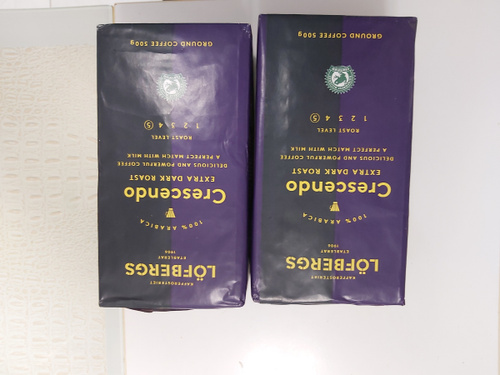 KAFFEROSTERIET
LÖFBERGS
ETABLERAT
1906
100% ARABICA
Crescendo
EXTRA DARK ROAST
DELICIOUS AND POWERFUL COFFEE
A PERFECT MATCH WITH MILK
ROAST LEVEL
1 2 3 4 5
GROUND COFFEE 500g
KAFFEROSTERIET
LÖFBERGS
ETABLERAT
1906
100% ARABICA
Crescendo
EXTRA DARK ROAST
DELICIOUS AND POWERFUL COFFEE
A PERFECT MATCH WITH MILK
ROAST LEVEL
1 2 3 4 5
GROUND COFFEE 500g